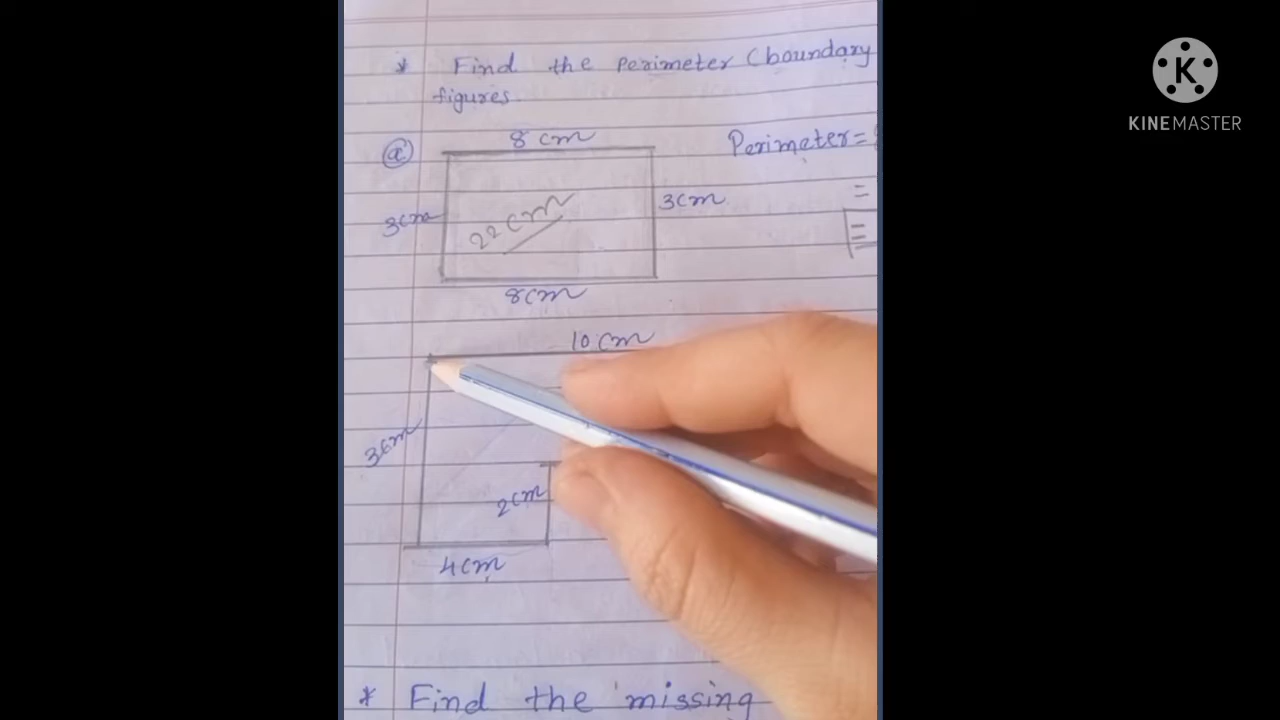 * Find the perimeter (boundary
figures.
(a)
8 cm
Perimeter =
3cm
3cm
22 cm
=
=
8cm
10 cm
3cm
2cm
4cm
* Find the missing
K
KINEMASTER